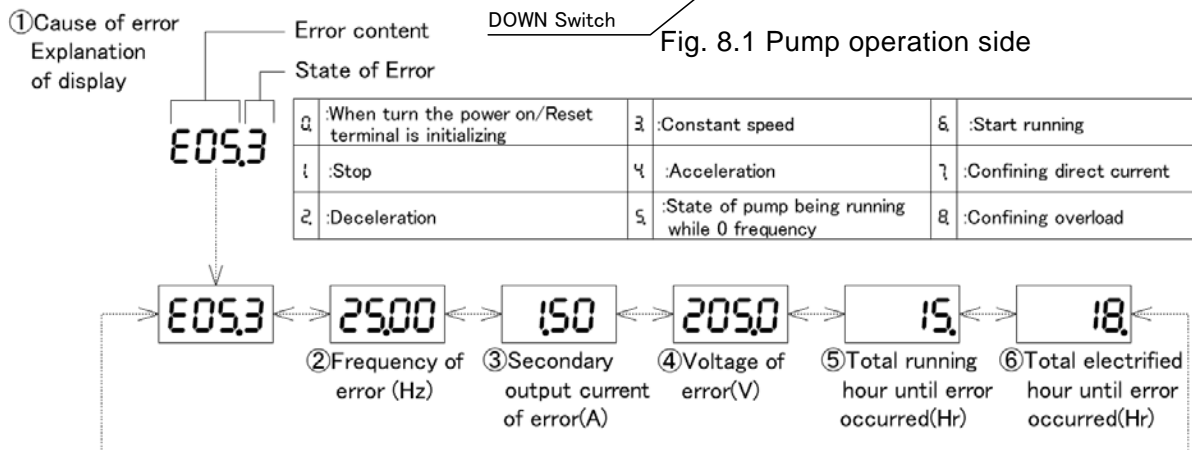 ①Cause of error
Explanation
of display
Error content
State of Error
DOWN Switch
Fig. 8.1 Pump operation side
E05.3
0. :When turn the power on/Reset
terminal is initializing
3. :Constant speed
6. :Start running
1. :Stop
4. :Acceleration
7. :Confining direct current
2. :Deceleration
5. :State of pump being running
while 0 frequency
8. :Confining overload
E05.3
25.00
1.50
205.0
15.
18.
②Frequency of
error (Hz)
③Secondary
output current
of error(A)
④Voltage of
error(V)
⑤Total running
hour until error
occurred(Hr)
⑥Total electrified
hour until error
occurred(Hr)